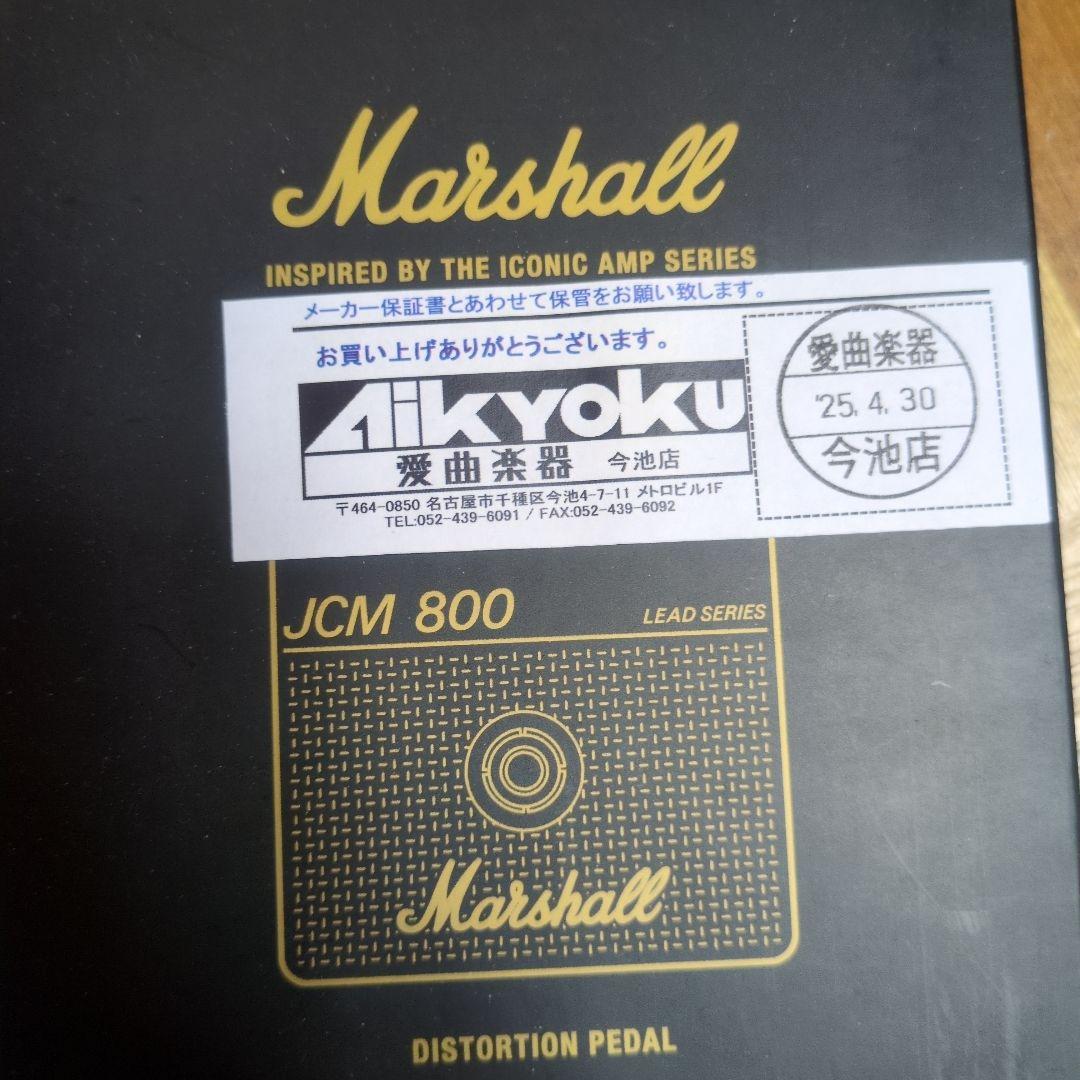 Marshall
INSPIRED BY THE ICONIC AMP SERIES
メーカー保証書とあわせて保管をお願い致します。
お買い上げありがとうございます。
AiKYOKU
愛曲楽器 今池店
〒464-0850 名古屋市千種区今池4-7-11 メトロビル1F
TEL:052-439-6091 / FAX:052-439-6092
愛曲楽器
'25.4.30
今池店
JCM 800
LEAD SERIES
Marshall
DISTORTION PEDAL